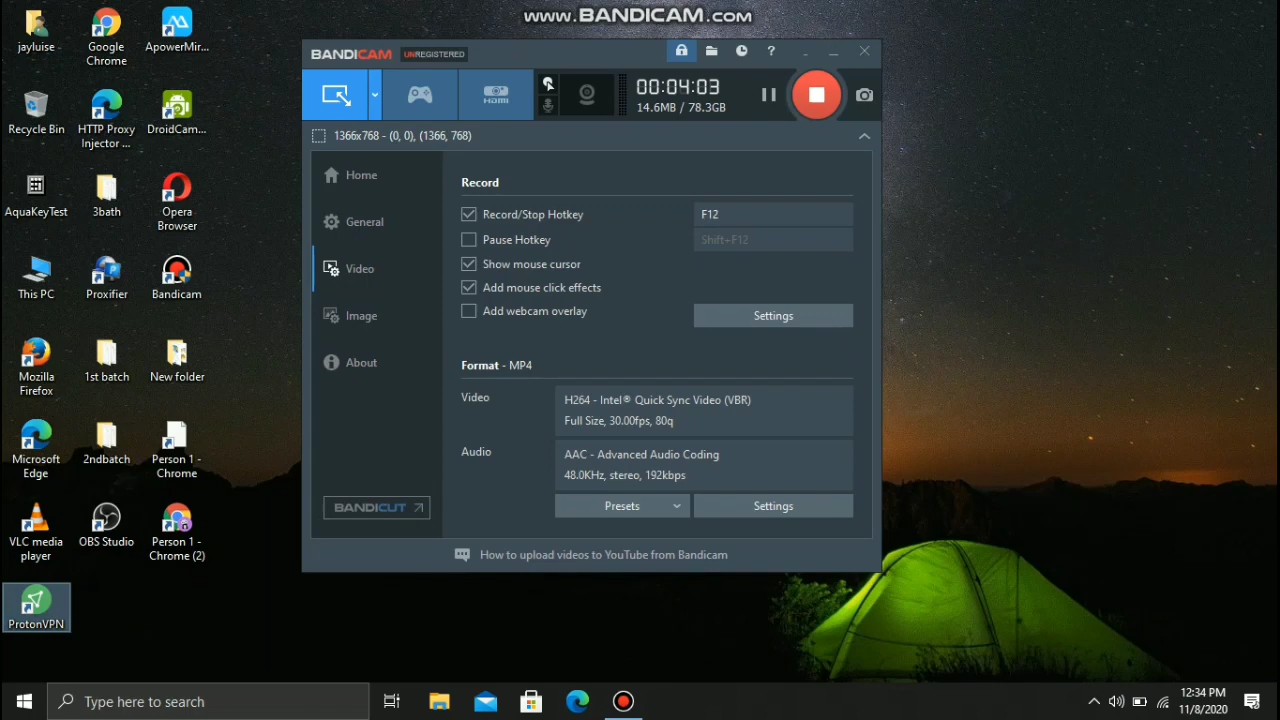 www.BANDICAM.com
jayluise
Google
Chrome
ApowerMir...
Recycle Bin
HTTP Proxy
Injector ...
DroidCam...
AquaKeyTest
3bath
Opera
Browser
This PC
Proxifier
Bandicam
Mozilla
Firefox
1st batch
New folder
Microsoft
Edge
2ndbatch
Person 1 -
Chrome
VLC media
player
OBS Studio
Person 1 -
Chrome (2)
ProtonVPN
BANDICAM UNREGISTERED
?
HDMI
00:04:03
14.6MB / 78.3GB
1366x768 - (0, 0), (1366, 768)
Home
General
Video
Image
About
BANDICUT
Record
Record/Stop Hotkey
F12
Pause Hotkey
Shift+F12
Show mouse cursor
Add mouse click effects
Add webcam overlay
Settings
Format - MP4
Video
H264 - Intel® Quick Sync Video (VBR)
Full Size, 30.00fps, 80q
Audio
AAC - Advanced Audio Coding
48.0KHz, stereo, 192kbps
Presets
Settings
How to upload videos to YouTube from Bandicam
Type here to search
12:34 PM
11/8/2020